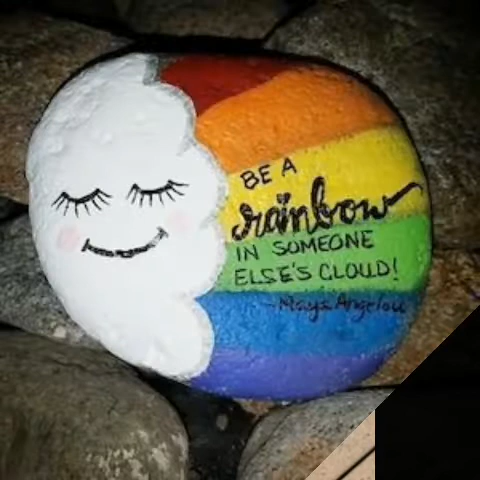 BE A
rainbow
IN SOMEONE
ELSE'S CLOUD!
-Maya Angelou